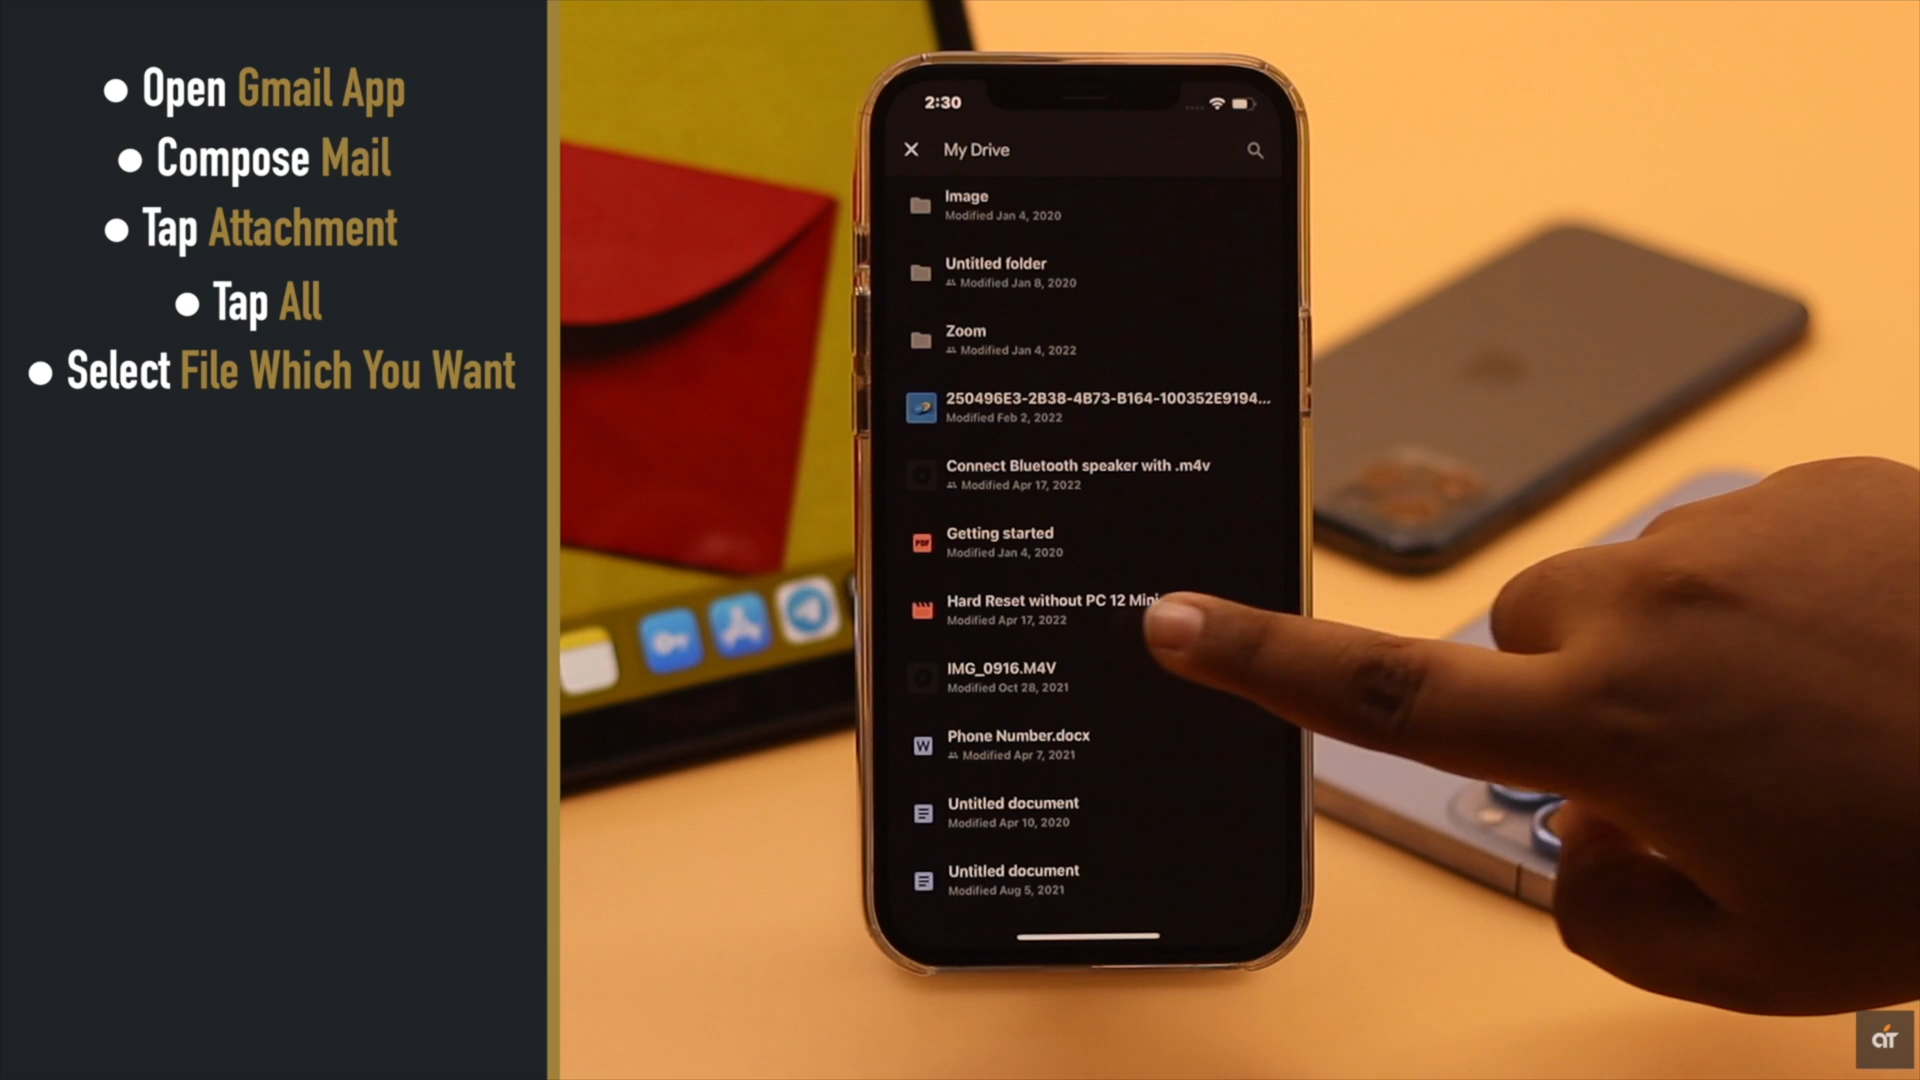 ● Open Gmail App
● Compose Mail
● Tap Attachment
● Tap All
● Select File Which You Want
2:30
My Drive
Image
Modified Jan 4, 2020
Untitled folder
Modified Jan 8, 2020
Zoom
Modified Jan 4, 2022
250496E3-2B38-4B73-B164-100352E9194...
Modified Feb 2, 2022
Connect Bluetooth speaker with .m4v
Modified Apr 17, 2022
PDF
Getting started
Modified Jan 4, 2020
Hard Reset without PC 12 Mini
Modified Apr 17, 2022
IMG_0916.M4V
Modified Oct 28, 2021
W
Phone Number.docx
Modified Apr 7, 2021
Untitled document
Modified Apr 10, 2020
Untitled document
Modified Aug 5, 2021
aT